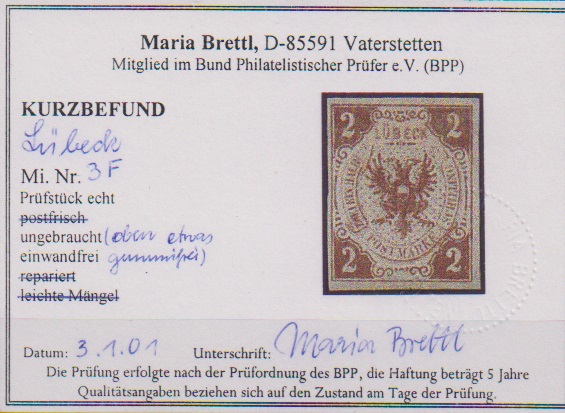 Maria Brettl, D-85591 Vaterstetten
Mitglied im Bund Philatelistischer Prüfer e.V. (BPP)
KURZBEFUND
Lübeck
Mi. Nr. 3F
Prüfstück echt
postfrisch
ungebraucht (oben etwas
einwandfrei gummifrei)
repariert
leichte Mängel
2 LÜBECK 2
POSTMARKE
2 2
Datum: 3.1.01 Unterschrift: Maria Brettl
Die Prüfung erfolgte nach der Prüfordnung des BPP, die Haftung beträgt 5 Jahre
Qualitätsangaben beziehen sich auf den Zustand am Tage der Prüfung.